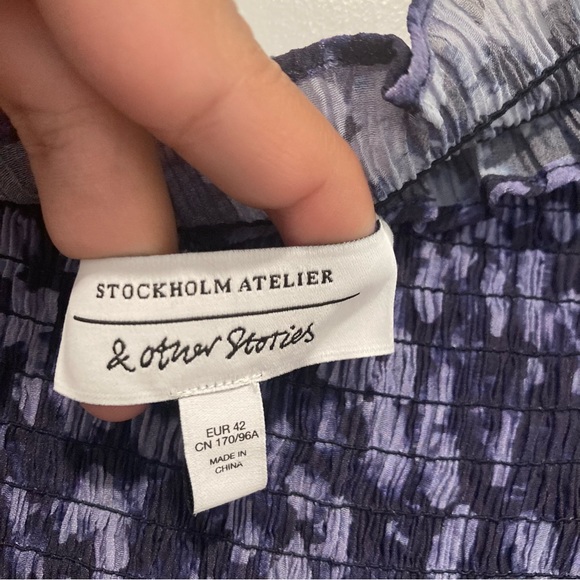 STOCKHOLM ATELIER
& Other Stories
EUR 42
CN 170/96A
MADE IN
CHINA